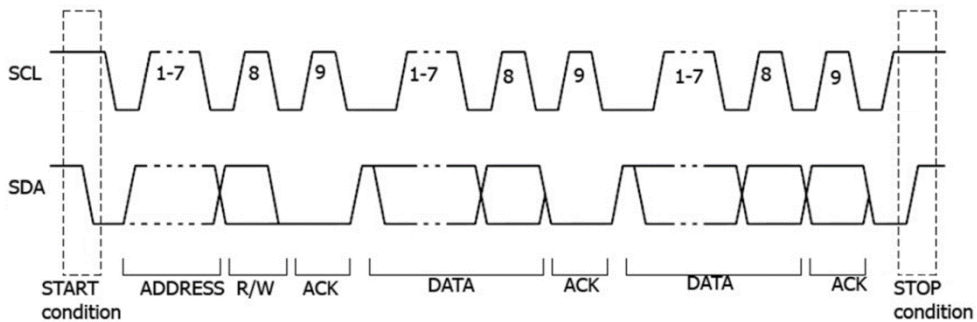 SCL 1-7 8 9 1-7 8 9 1-7 8 9
SDA
ADDRESS R/W ACK DATA ACK DATA ACK
START condition
STOP condition